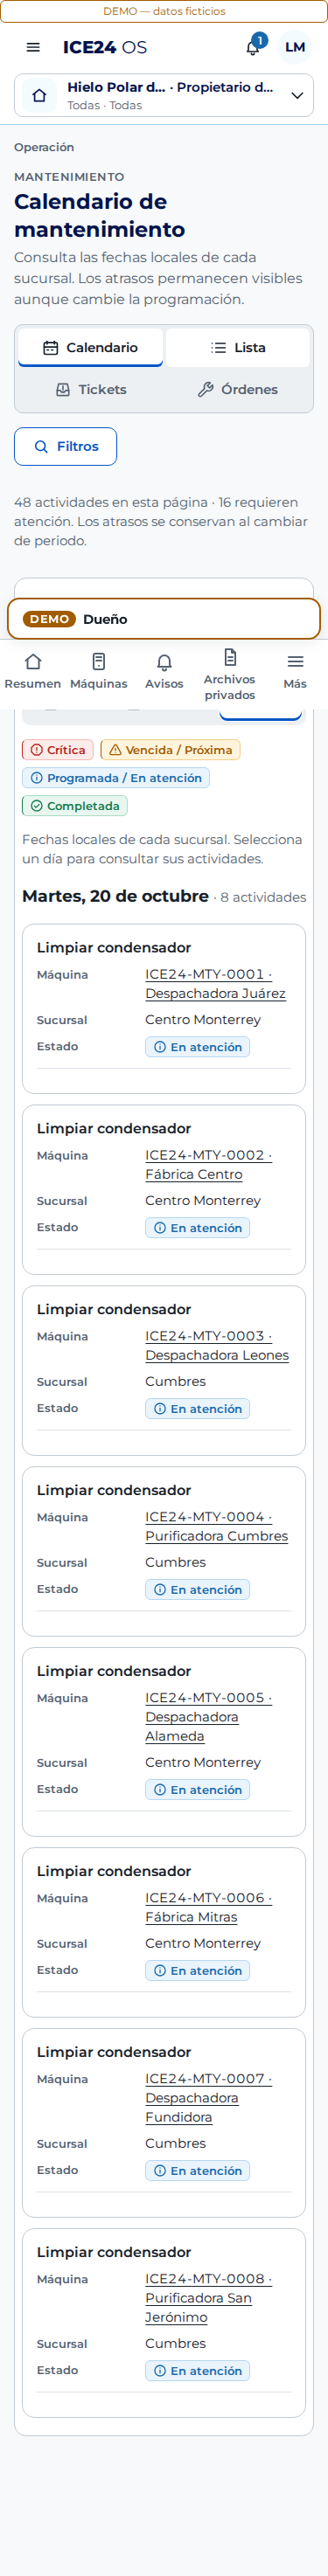 DEMO — datos ficticios
ICE24 OS
1
LM
Hielo Polar d... · Propietario d...
Todas · Todas
Operación
MANTENIMIENTO
Calendario de
mantenimiento
Consulta las fechas locales de cada
sucursal. Los atrasos permanecen visibles
aunque cambie la programación.
Calendario
Lista
Tickets
Órdenes
Filtros
48 actividades en esta página · 16 requieren
atención. Los atrasos se conservan al cambiar
de periodo.
DEMO Dueño
Resumen
Máquinas
Avisos
Archivos
privados
Más
Crítica
Vencida / Próxima
Programada / En atención
Completada
Fechas locales de cada sucursal. Selecciona
un día para consultar sus actividades.
Martes, 20 de octubre · 8 actividades
Limpiar condensador
Máquina
ICE24-MTY-0001 ·
Despachadora Juárez
Sucursal
Centro Monterrey
Estado
En atención
Limpiar condensador
Máquina
ICE24-MTY-0002 ·
Fábrica Centro
Sucursal
Centro Monterrey
Estado
En atención
Limpiar condensador
Máquina
ICE24-MTY-0003 ·
Despachadora Leones
Sucursal
Cumbres
Estado
En atención
Limpiar condensador
Máquina
ICE24-MTY-0004 ·
Purificadora Cumbres
Sucursal
Cumbres
Estado
En atención
Limpiar condensador
Máquina
ICE24-MTY-0005 ·
Despachadora
Alameda
Sucursal
Centro Monterrey
Estado
En atención
Limpiar condensador
Máquina
ICE24-MTY-0006 ·
Fábrica Mitras
Sucursal
Centro Monterrey
Estado
En atención
Limpiar condensador
Máquina
ICE24-MTY-0007 ·
Despachadora
Fundidora
Sucursal
Cumbres
Estado
En atención
Limpiar condensador
Máquina
ICE24-MTY-0008 ·
Purificadora San
Jerónimo
Sucursal
Cumbres
Estado
En atención